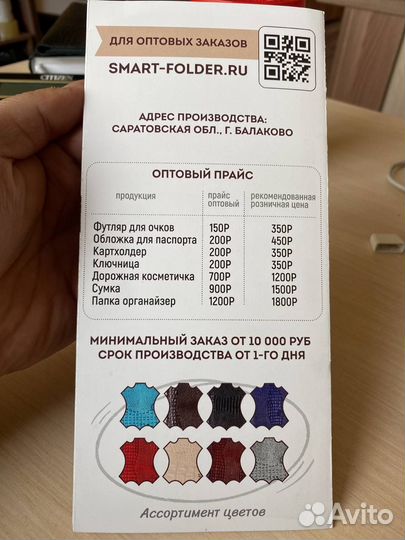 ДЛЯ ОПТОВЫХ ЗАКАЗОВ
SMART-FOLDER.RU
CITIZEN
АДРЕС ПРОИЗВОДСТВА:
САРАТОВСКАЯ ОБЛ., Г. БАЛАКОВО
ОПТОВЫЙ ПРАЙС
продукция прайс оптовый рекомендованая розничная цена
Футляр для очков 150Р 350Р
Обложка для паспорта 200Р 450Р
Картхолдер 200Р 350Р
Ключница 200Р 350Р
Дорожная косметичка 700Р 1200Р
Сумка 900Р 1500Р
Папка органайзер 1200Р 1800Р
МИНИМАЛЬНЫЙ ЗАКАЗ ОТ 10 000 РУБ
СРОК ПРОИЗВОДСТВА ОТ 1-ГО ДНЯ
Ассортимент цветов
Avito